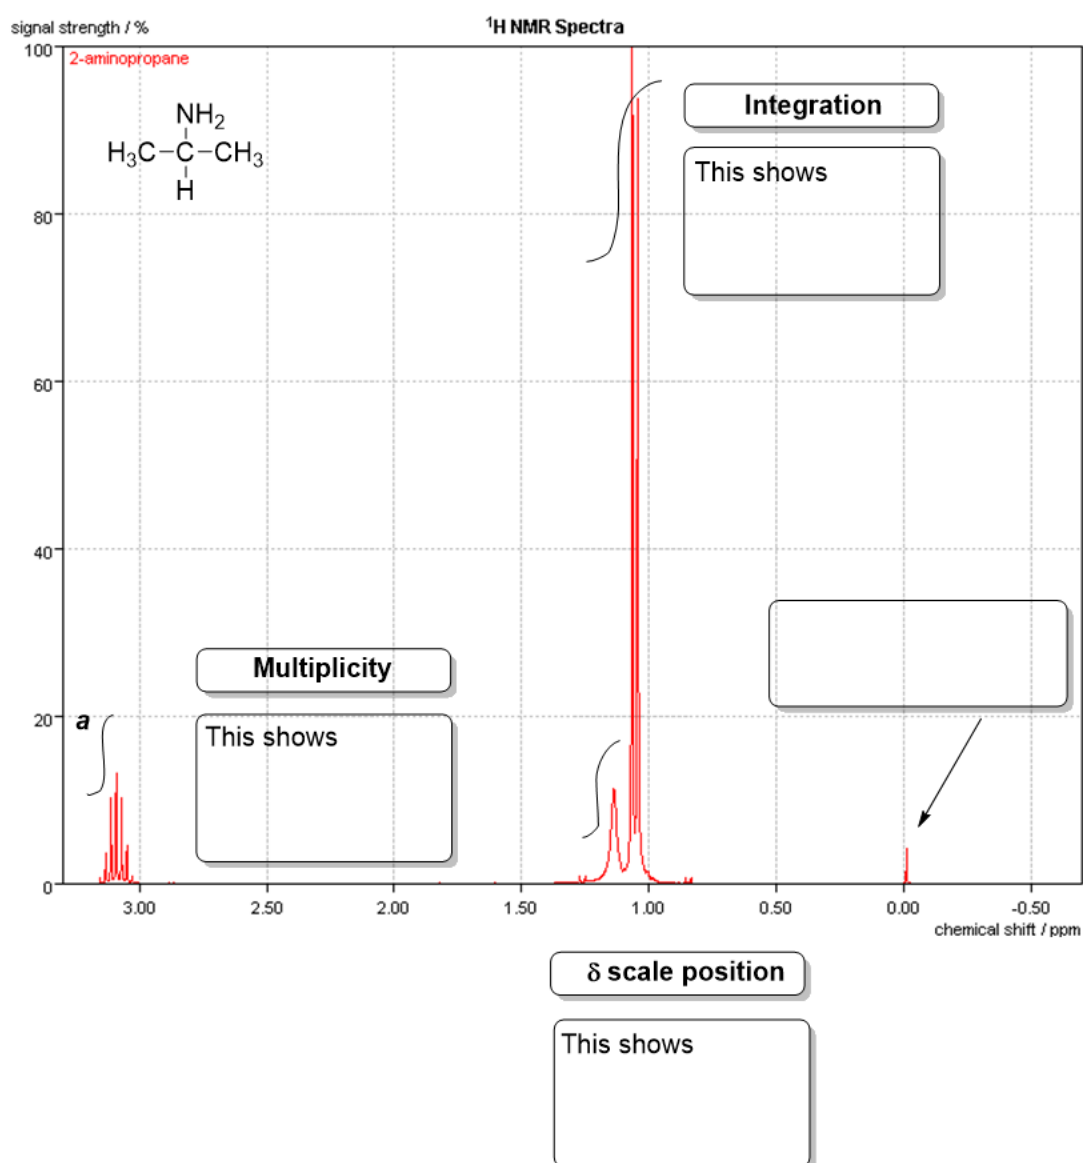 signal strength / %
¹H NMR Spectra
100
2-aminopropane
NH₂
H₃C-C-CH₃
H
Integration
This shows
80
60
40
Multiplicity
a
20
This shows
0
3.00 2.50 2.00 1.50 1.00 0.50 0.00 -0.50
chemical shift / ppm
δ scale position
This shows